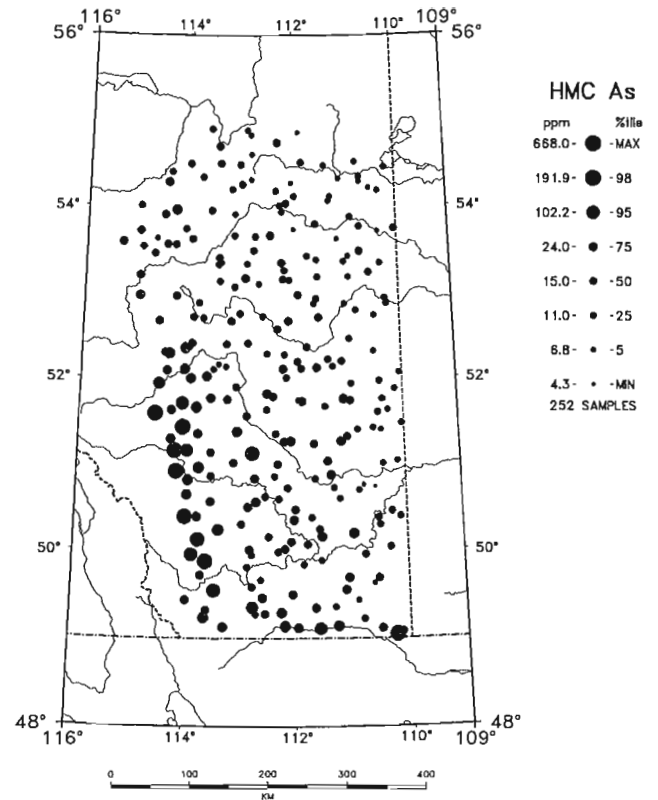 116° 114° 112° 110° 109°
56° 56°
54° 54°
52° 52°
50° 50°
48° 48°
116° 114° 112° 110° 109°
HMC As
ppm %ile
668.0- -MAX
191.9- -98
102.2- -95
24.0- -75
15.0- -50
11.0- -25
6.8- -5
4.3- -MIN
252 SAMPLES
0 100 200 300 400
KM